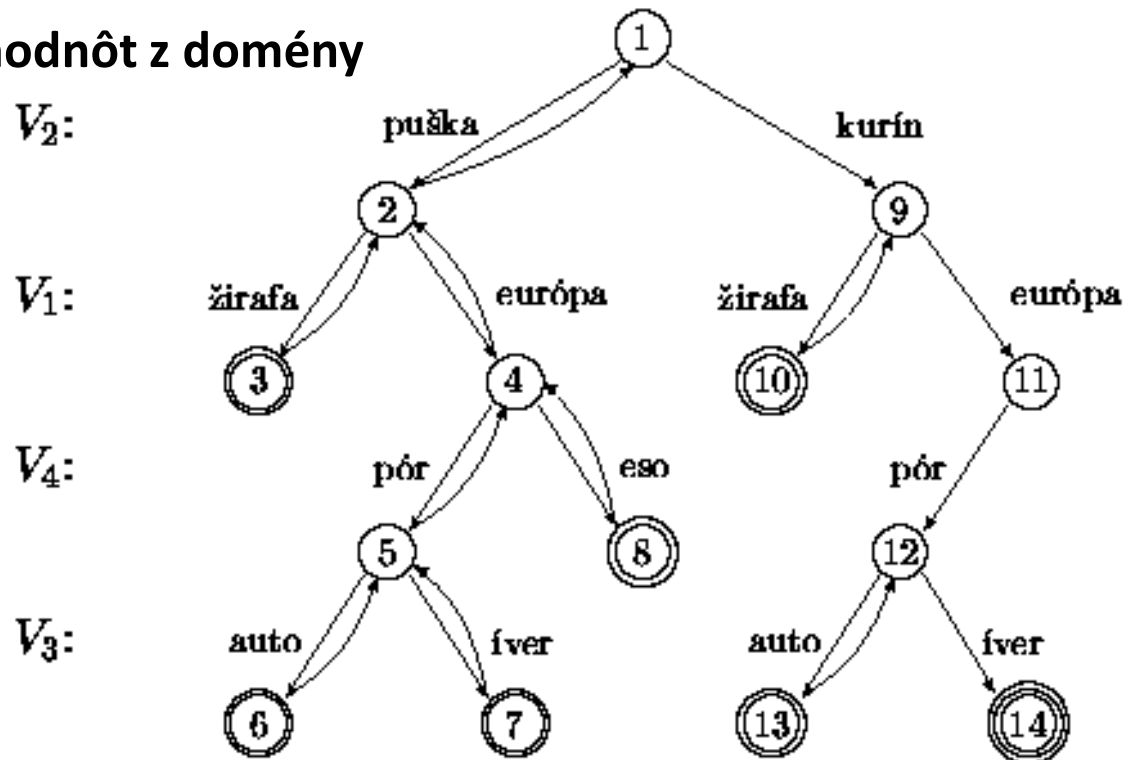 1
hodnôt z domény
V₂: puška kurín
2 9
V₁: žirafa európa žirafa európa
3 4 10 11
V₄: pór eso pór
5 8 12
V₃: auto íver auto íver
6 7 13 14